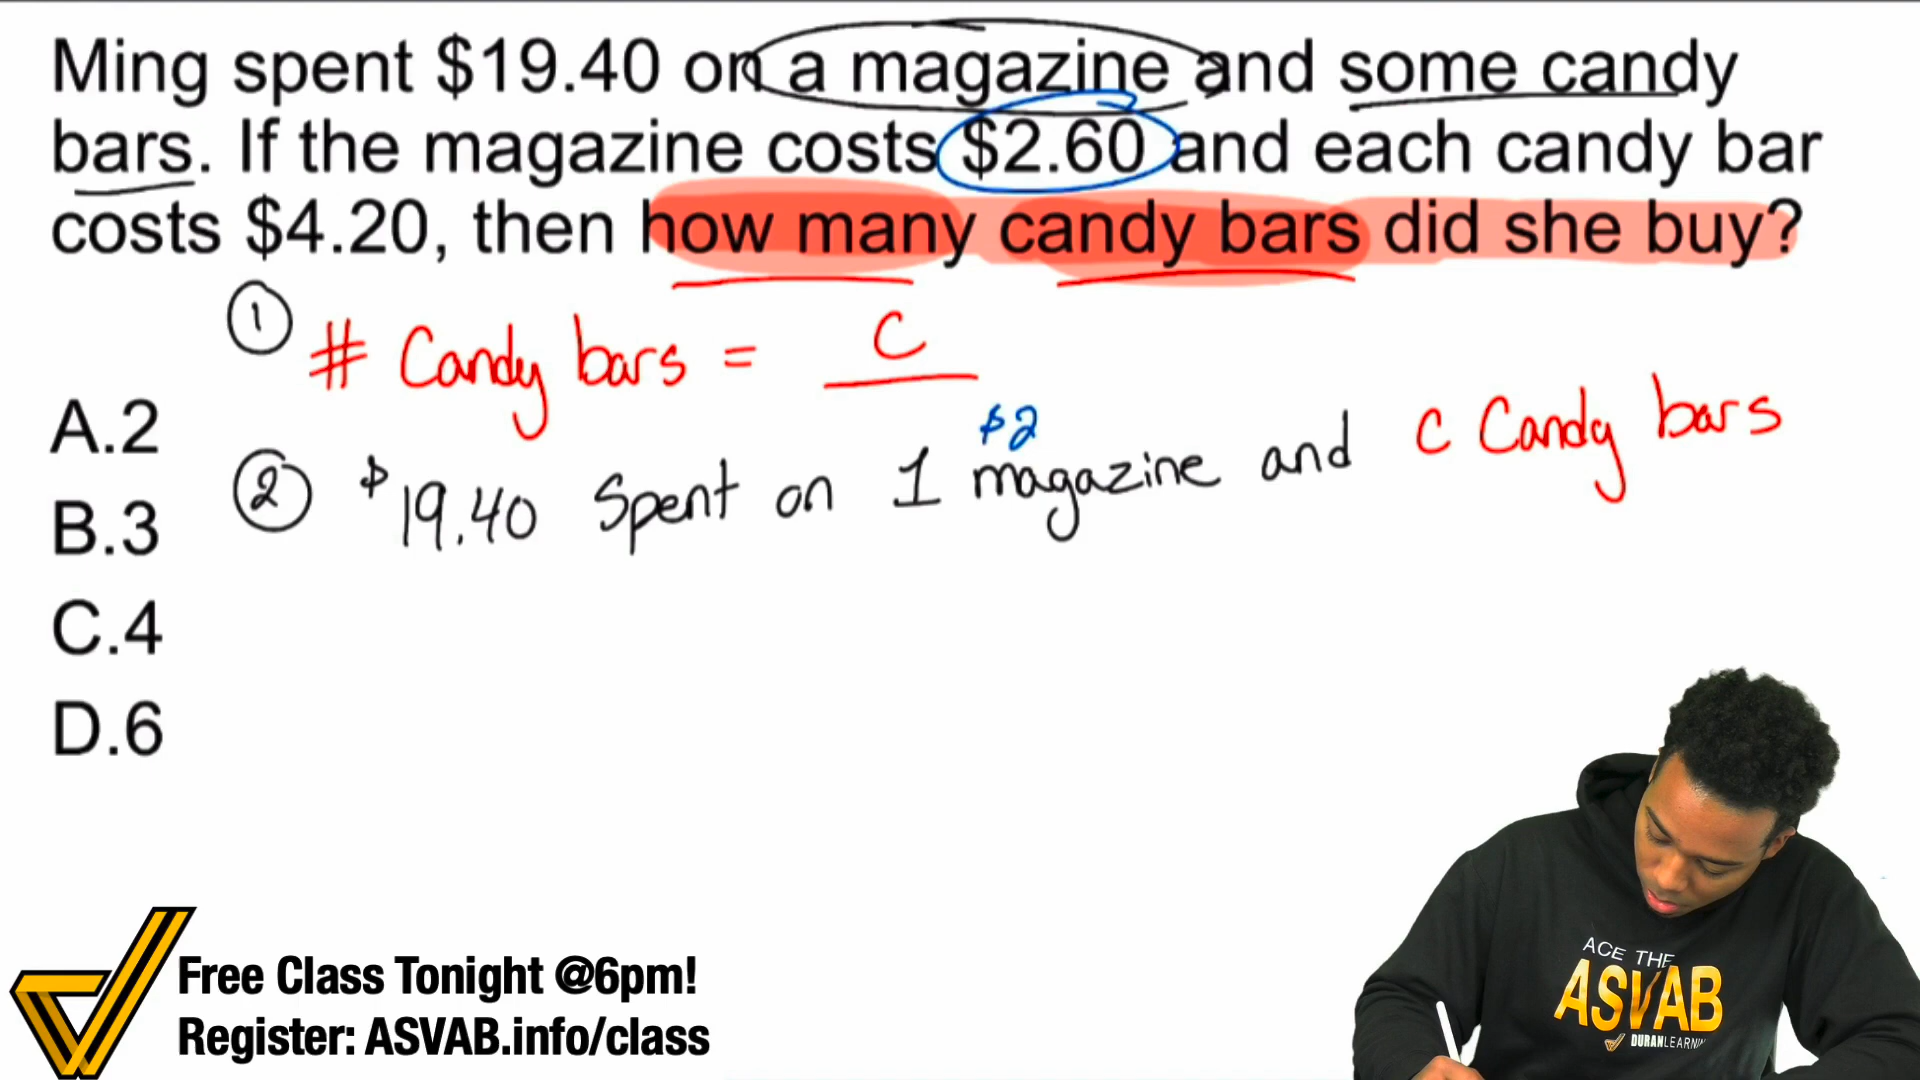 Ming spent $19.40 on a magazine and some candy
bars. If the magazine costs $2.60 and each candy bar
costs $4.20, then how many candy bars did she buy?
1 # Candy bars = C
A.2
$2
2 $19.40 Spent on 1 magazine and C Candy bars
B.3
C.4
D.6
ACE THE
ASVAB
DURANLEARNIN
Free Class Tonight @6pm!
Register: ASVAB.info/class